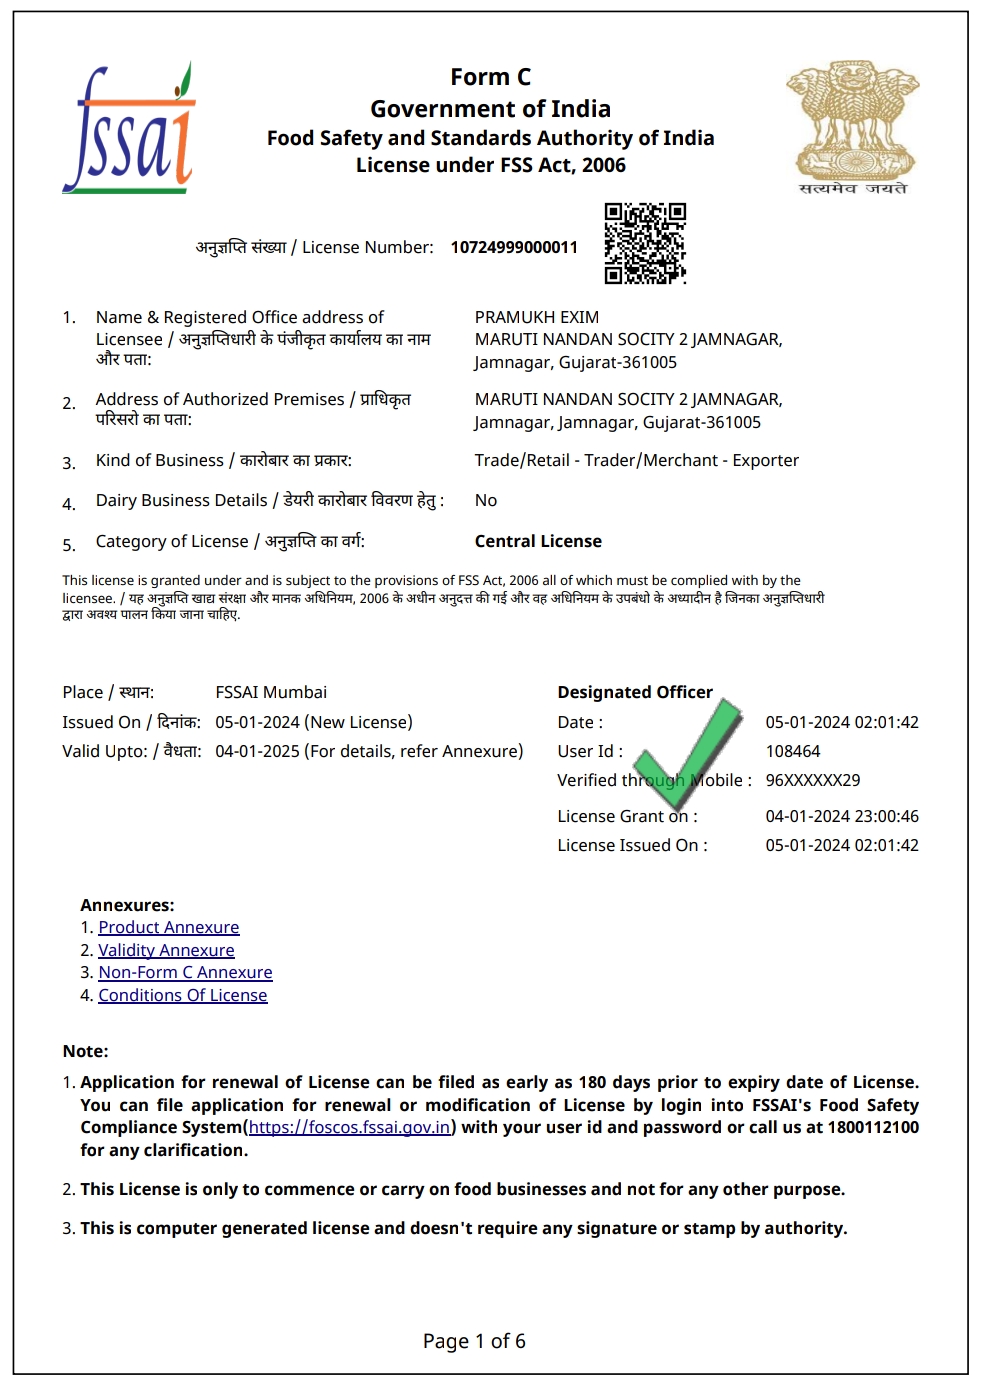 fssai
Form C
Government of India
Food Safety and Standards Authority of India
License under FSS Act, 2006
सत्यमेव जयते
अनुज्ञप्ति संख्या / License Number: 10724999000011
1. Name & Registered Office address of
Licensee / अनुज्ञप्तिधारी के पंजीकृत कार्यालय का नाम
और पता:
PRAMUKH EXIM
MARUTI NANDAN SOCITY 2 JAMNAGAR,
Jamnagar, Gujarat-361005
2. Address of Authorized Premises / प्राधिकृत
परिसरो का पता:
MARUTI NANDAN SOCITY 2 JAMNAGAR,
Jamnagar, Jamnagar, Gujarat-361005
3. Kind of Business / कारोबार का प्रकार: Trade/Retail - Trader/Merchant - Exporter
4. Dairy Business Details / डेयरी कारोबार विवरण हेतु : No
5. Category of License / अनुज्ञप्ति का वर्ग: Central License
This license is granted under and is subject to the provisions of FSS Act, 2006 all of which must be complied with by the
licensee. / यह अनुज्ञप्ति खाद्य संरक्षा और मानक अधिनियम, 2006 के अधीन अनुदत्त की गई और वह अधिनियम के उपबंधो के अध्यादीन है जिनका अनुज्ञप्तिधारी
द्वारा अवश्य पालन किया जाना चाहिए.
Place / स्थान: FSSAI Mumbai
Issued On / दिनांक: 05-01-2024 (New License)
Valid Upto: / वैधता: 04-01-2025 (For details, refer Annexure)
Designated Officer
Date : 05-01-2024 02:01:42
User Id : 108464
Verified through Mobile : 96XXXXXX29
License Grant on : 04-01-2024 23:00:46
License Issued On : 05-01-2024 02:01:42
Annexures:
1. Product Annexure
2. Validity Annexure
3. Non-Form C Annexure
4. Conditions Of License
Note:
1. Application for renewal of License can be filed as early as 180 days prior to expiry date of License.
You can file application for renewal or modification of License by login into FSSAI's Food Safety
Compliance System(https://foscos.fssai.gov.in) with your user id and password or call us at 1800112100
for any clarification.
2. This License is only to commence or carry on food businesses and not for any other purpose.
3. This is computer generated license and doesn't require any signature or stamp by authority.
Page 1 of 6